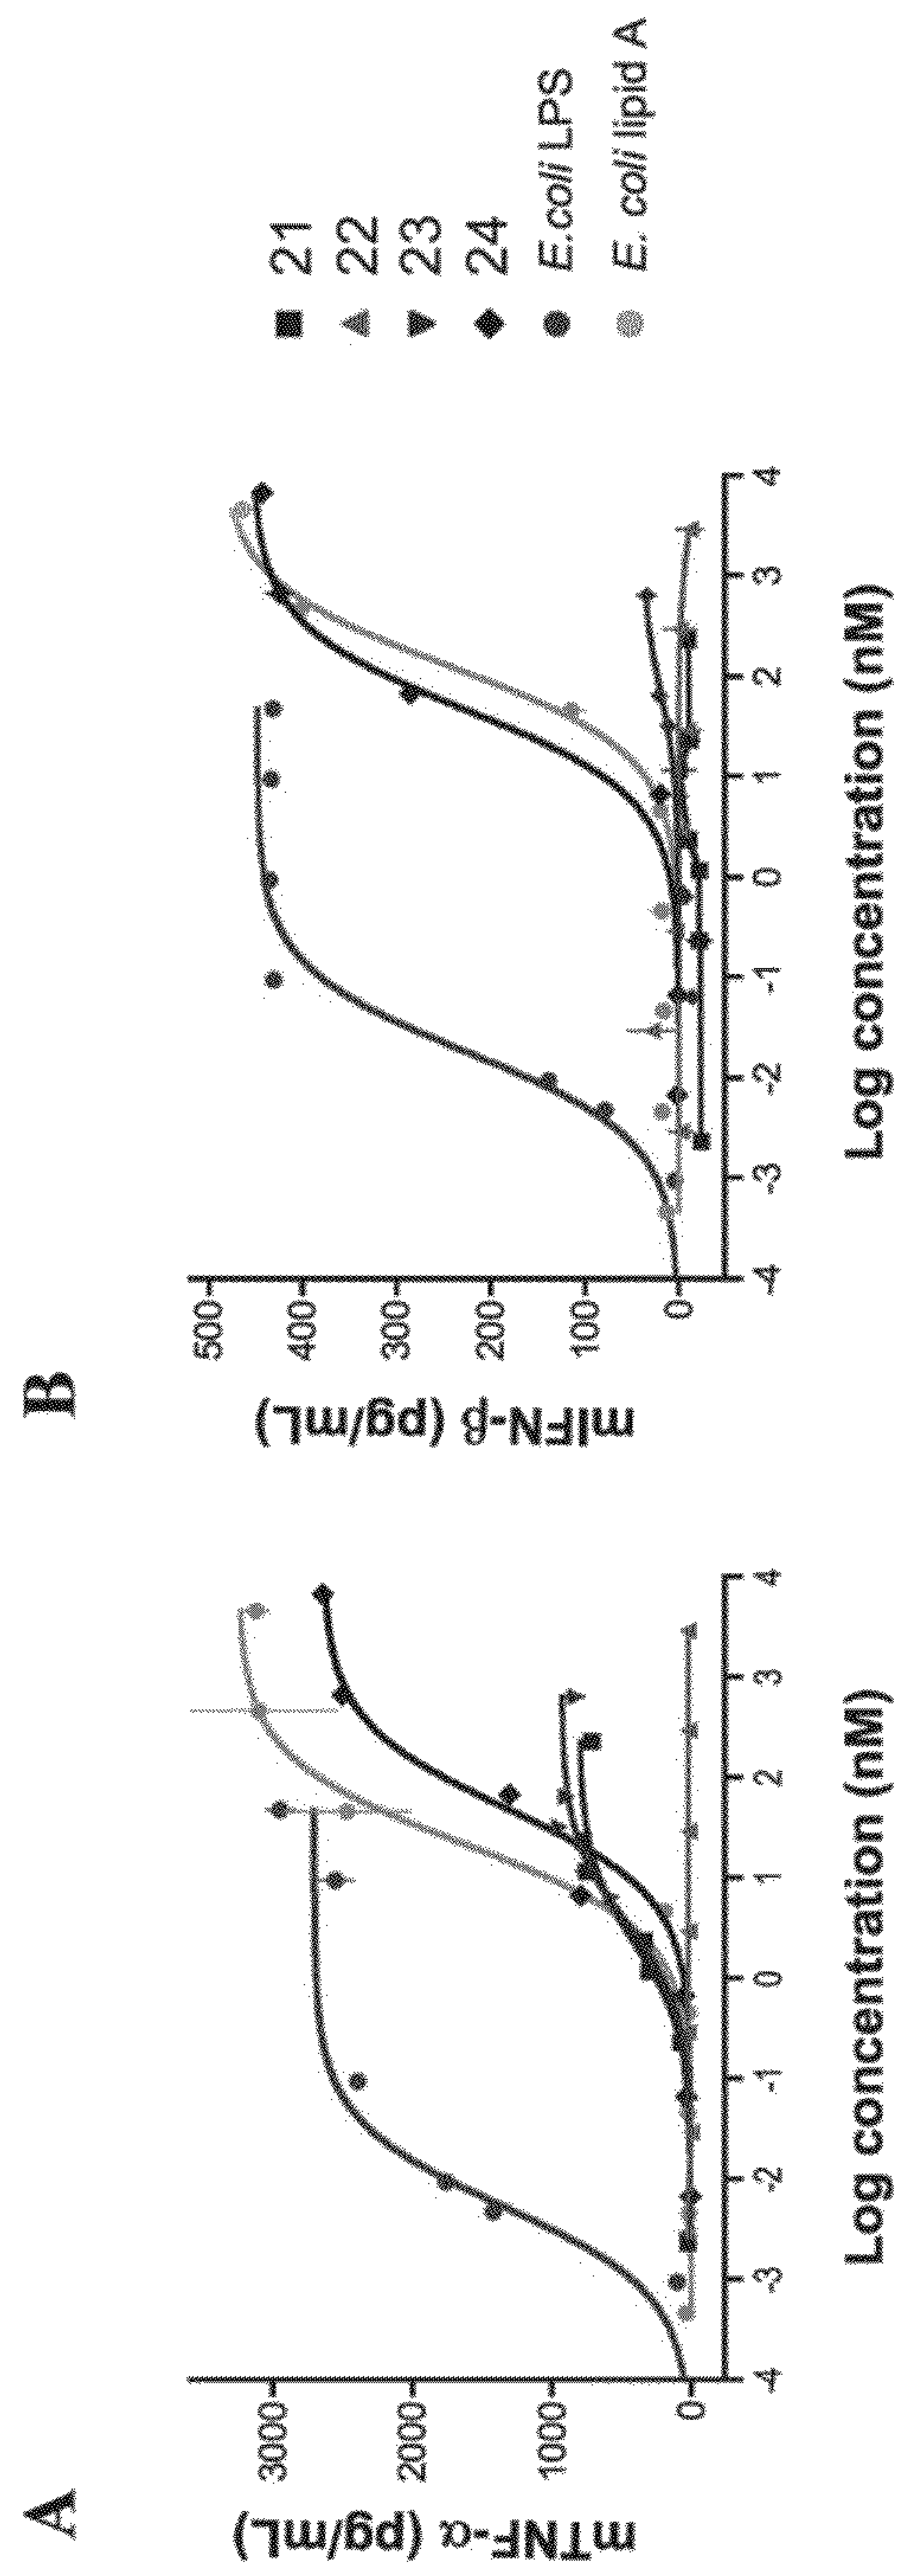 A
mTNF-α (pg/mL)
3000
2000
1000
0
-4 -3 -2 -1 0 1 2 3 4
Log concentration (nM)
B
mIFN-β (pg/mL)
500
400
300
200
100
0
-4 -3 -2 -1 0 1 2 3 4
Log concentration (nM)
21
22
23
24
E.coli LPS
E. coli lipid A